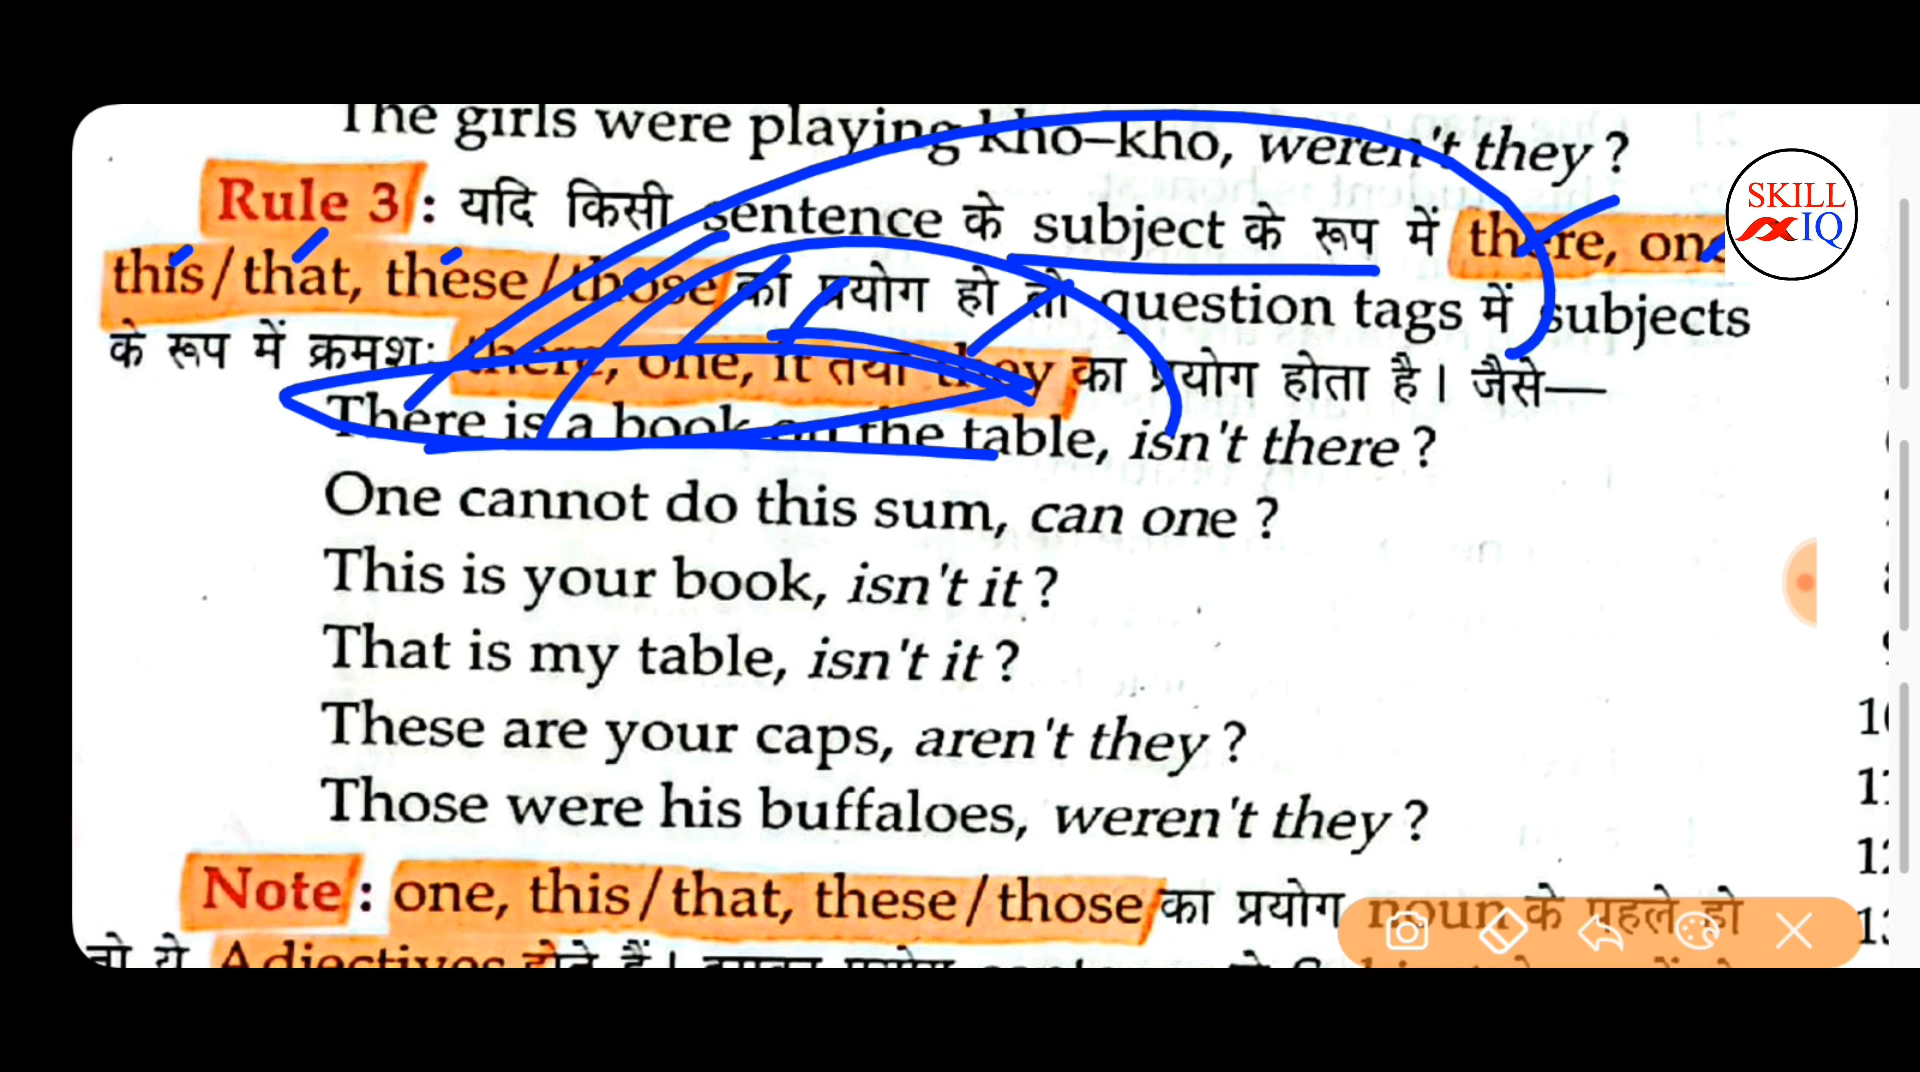 The girls were playing kho–kho, weren't they ?
SKILL
IQ
Rule 3 : यदि किसी sentence के subject के रूप में there, one
this/that, these/those का प्रयोग हो तो question tags में subjects
के रूप में क्रमशः there, one, it तथा they का प्रयोग होता है। जैसे—
There is a book on the table, isn't there ?
One cannot do this sum, can one ?
This is your book, isn't it ?
That is my table, isn't it ?
These are your caps, aren't they ?
Those were his buffaloes, weren't they ?
Note : one, this/that, these/those का प्रयोग noun के पहले हो
तो ये Adjectives होते हैं।